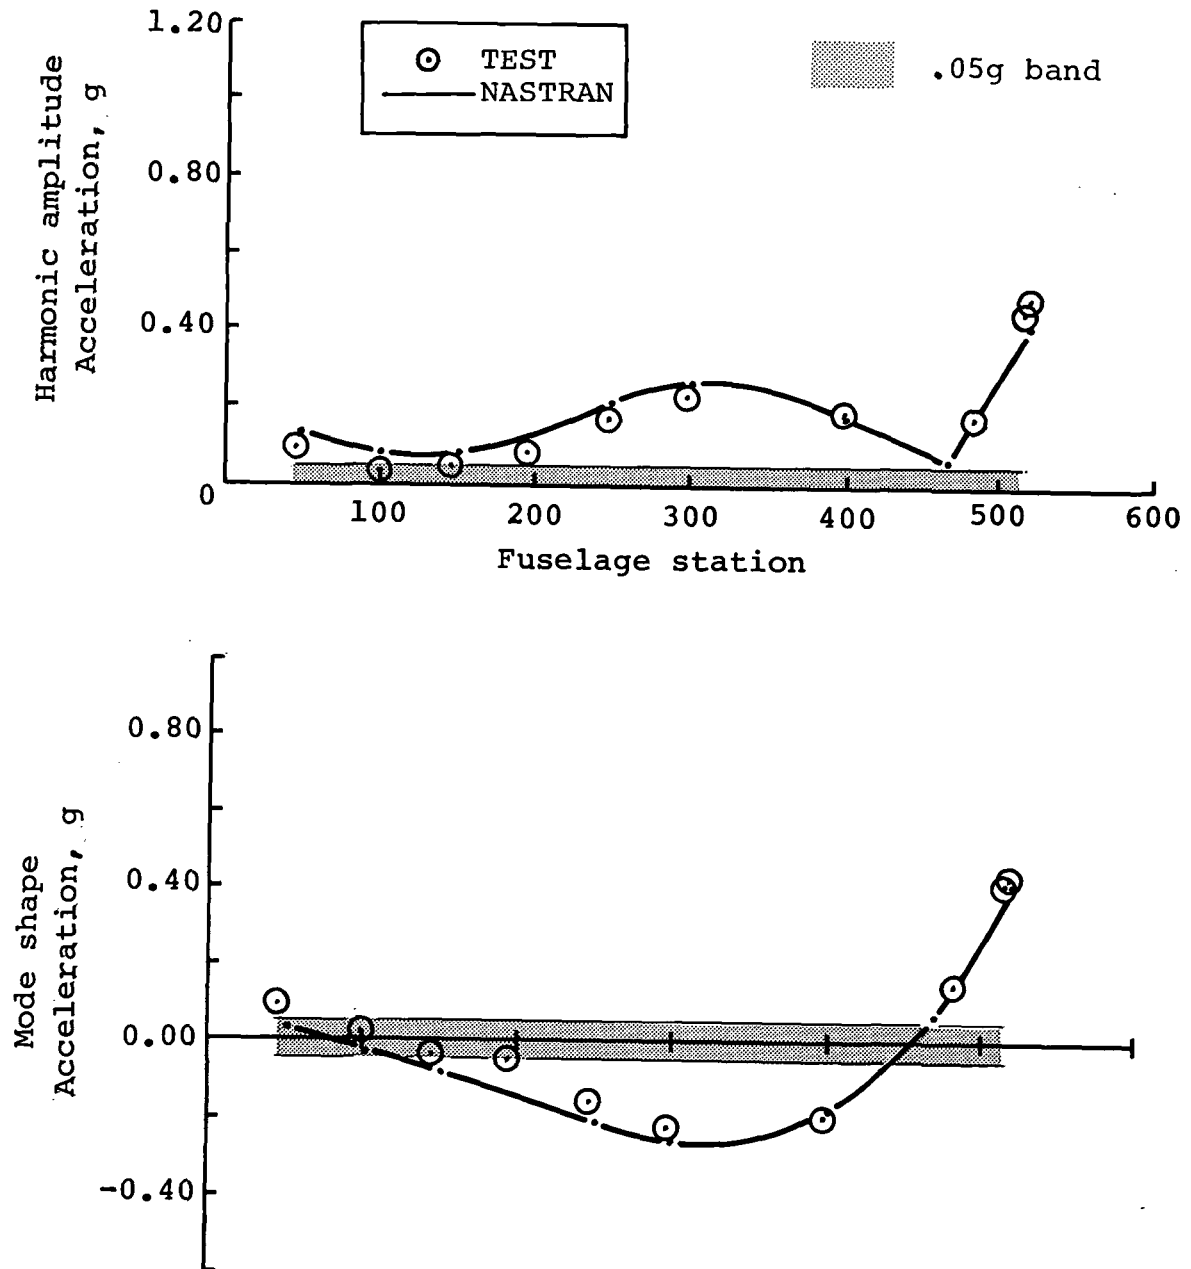 1.20
TEST
NASTRAN
.05g band
Harmonic amplitude
Acceleration, g
0.80
0.40
0
100 200 300 400 500 600
Fuselage station
Mode shape
Acceleration, g
0.80
0.40
0.00
-0.40